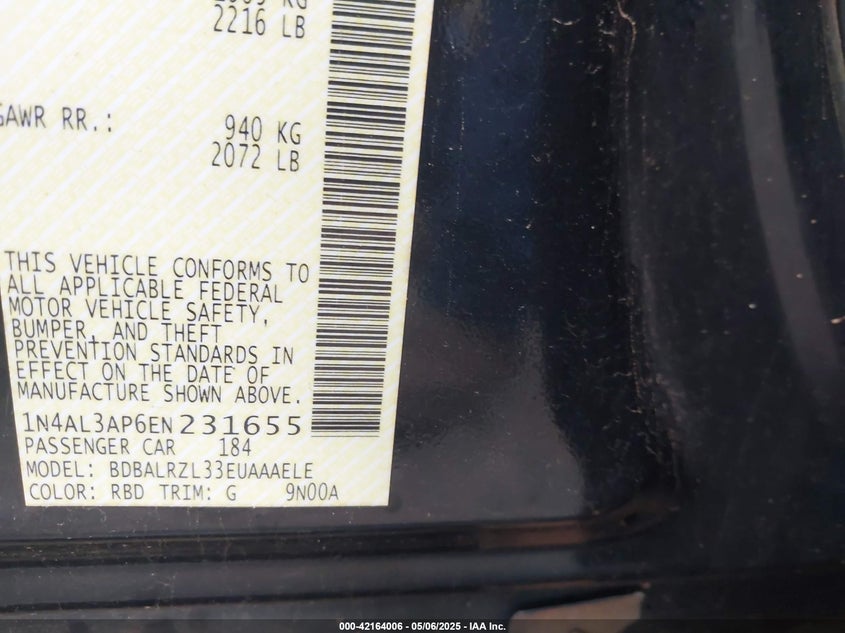 2216 LB
GAWR RR.: 940 KG
2072 LB
THIS VEHICLE CONFORMS TO
ALL APPLICABLE FEDERAL
MOTOR VEHICLE SAFETY,
BUMPER, AND THEFT
PREVENTION STANDARDS IN
EFFECT ON THE DATE OF
MANUFACTURE SHOWN ABOVE.
1N4AL3AP6EN231655
PASSENGER CAR 184
MODEL: BDBALRZL33EUAAAELE
COLOR: RBD TRIM: G 9N00A
000-42164006 - 05/06/2025 - IAA Inc.